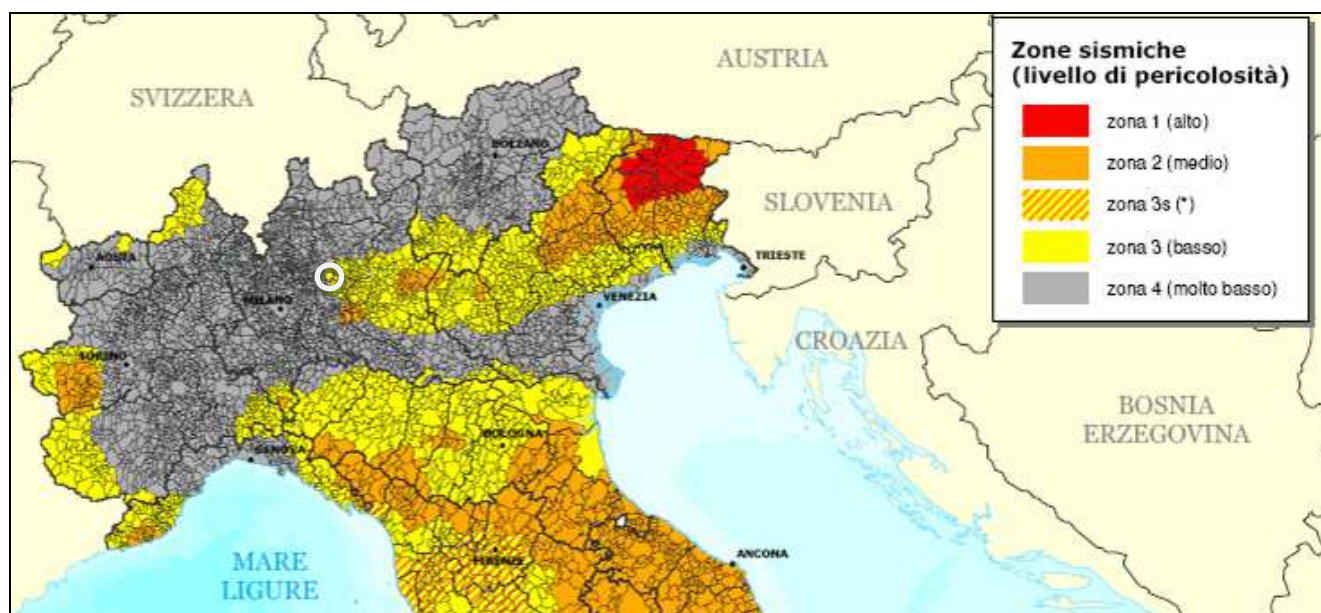 AUSTRIA
SVIZZERA
BOLZANO
SLOVENIA
AOSTA
TRIESTE
MILANO
VENEZIA
CROAZIA
TORINO
BOSNIA
ERZEGOVINA
BOLOGNA
GENOVA
FIRENZE
ANCONA
MARE
LIGURE
Zone sismiche
(livello di pericolosità)
zona 1 (alto)
zona 2 (medio)
zona 3s (*)
zona 3 (basso)
zona 4 (molto basso)